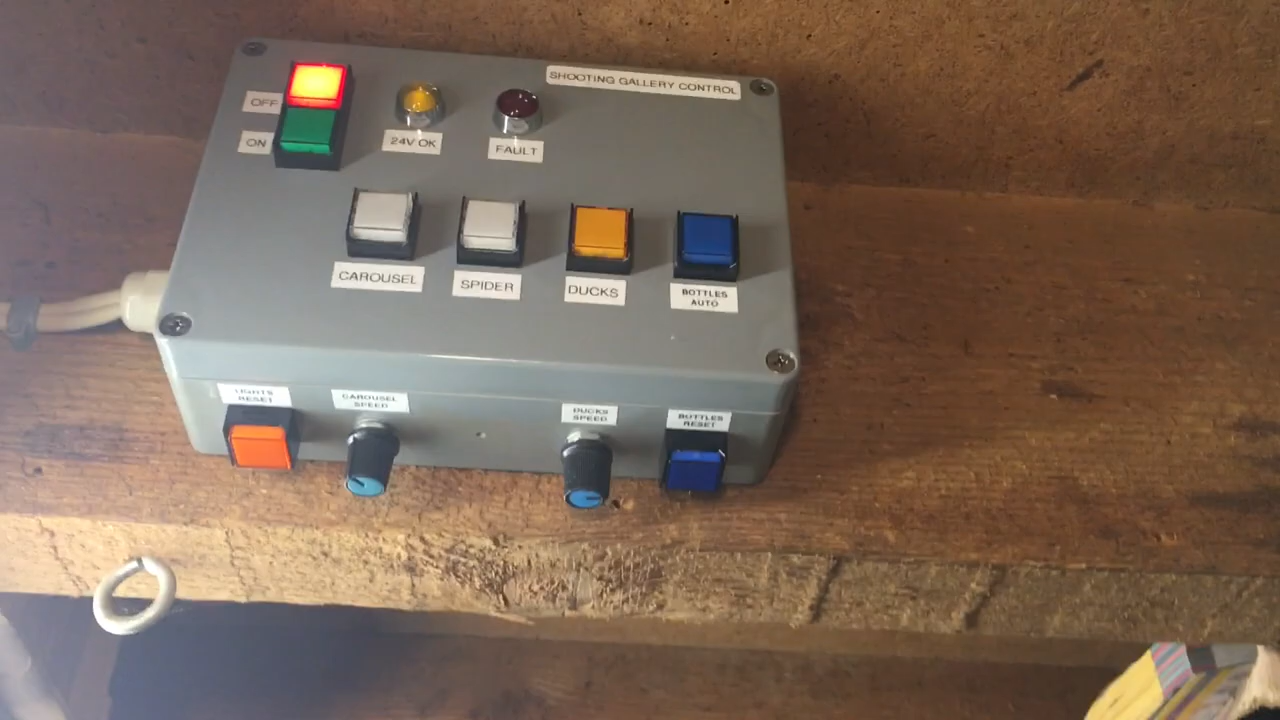 SHOOTING GALLERY CONTROL
OFF
ON
24V OK
FAULT
CAROUSEL
SPIDER
DUCKS
BOTTLES
AUTO
LIGHTS
RESET
CAROUSEL
SPEED
DUCKS
SPEED
BOTTLES
RESET